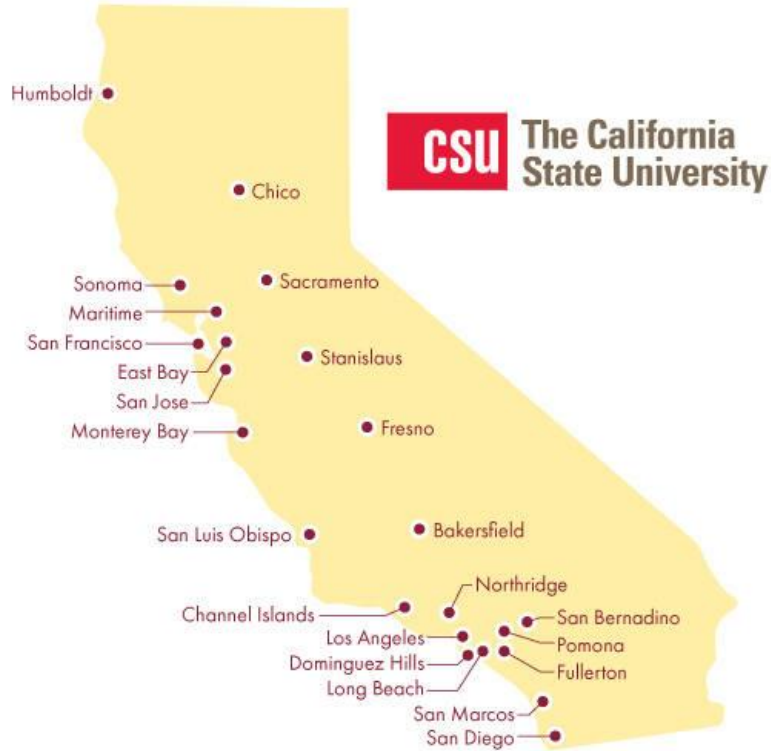 Humboldt
CSU
The California
State University
Chico
Sonoma
Sacramento
Maritime
San Francisco
East Bay
Stanislaus
San Jose
Monterey Bay
Fresno
San Luis Obispo
Bakersfield
Northridge
Channel Islands
San Bernadino
Los Angeles
Pomona
Dominguez Hills
Fullerton
Long Beach
San Marcos
San Diego